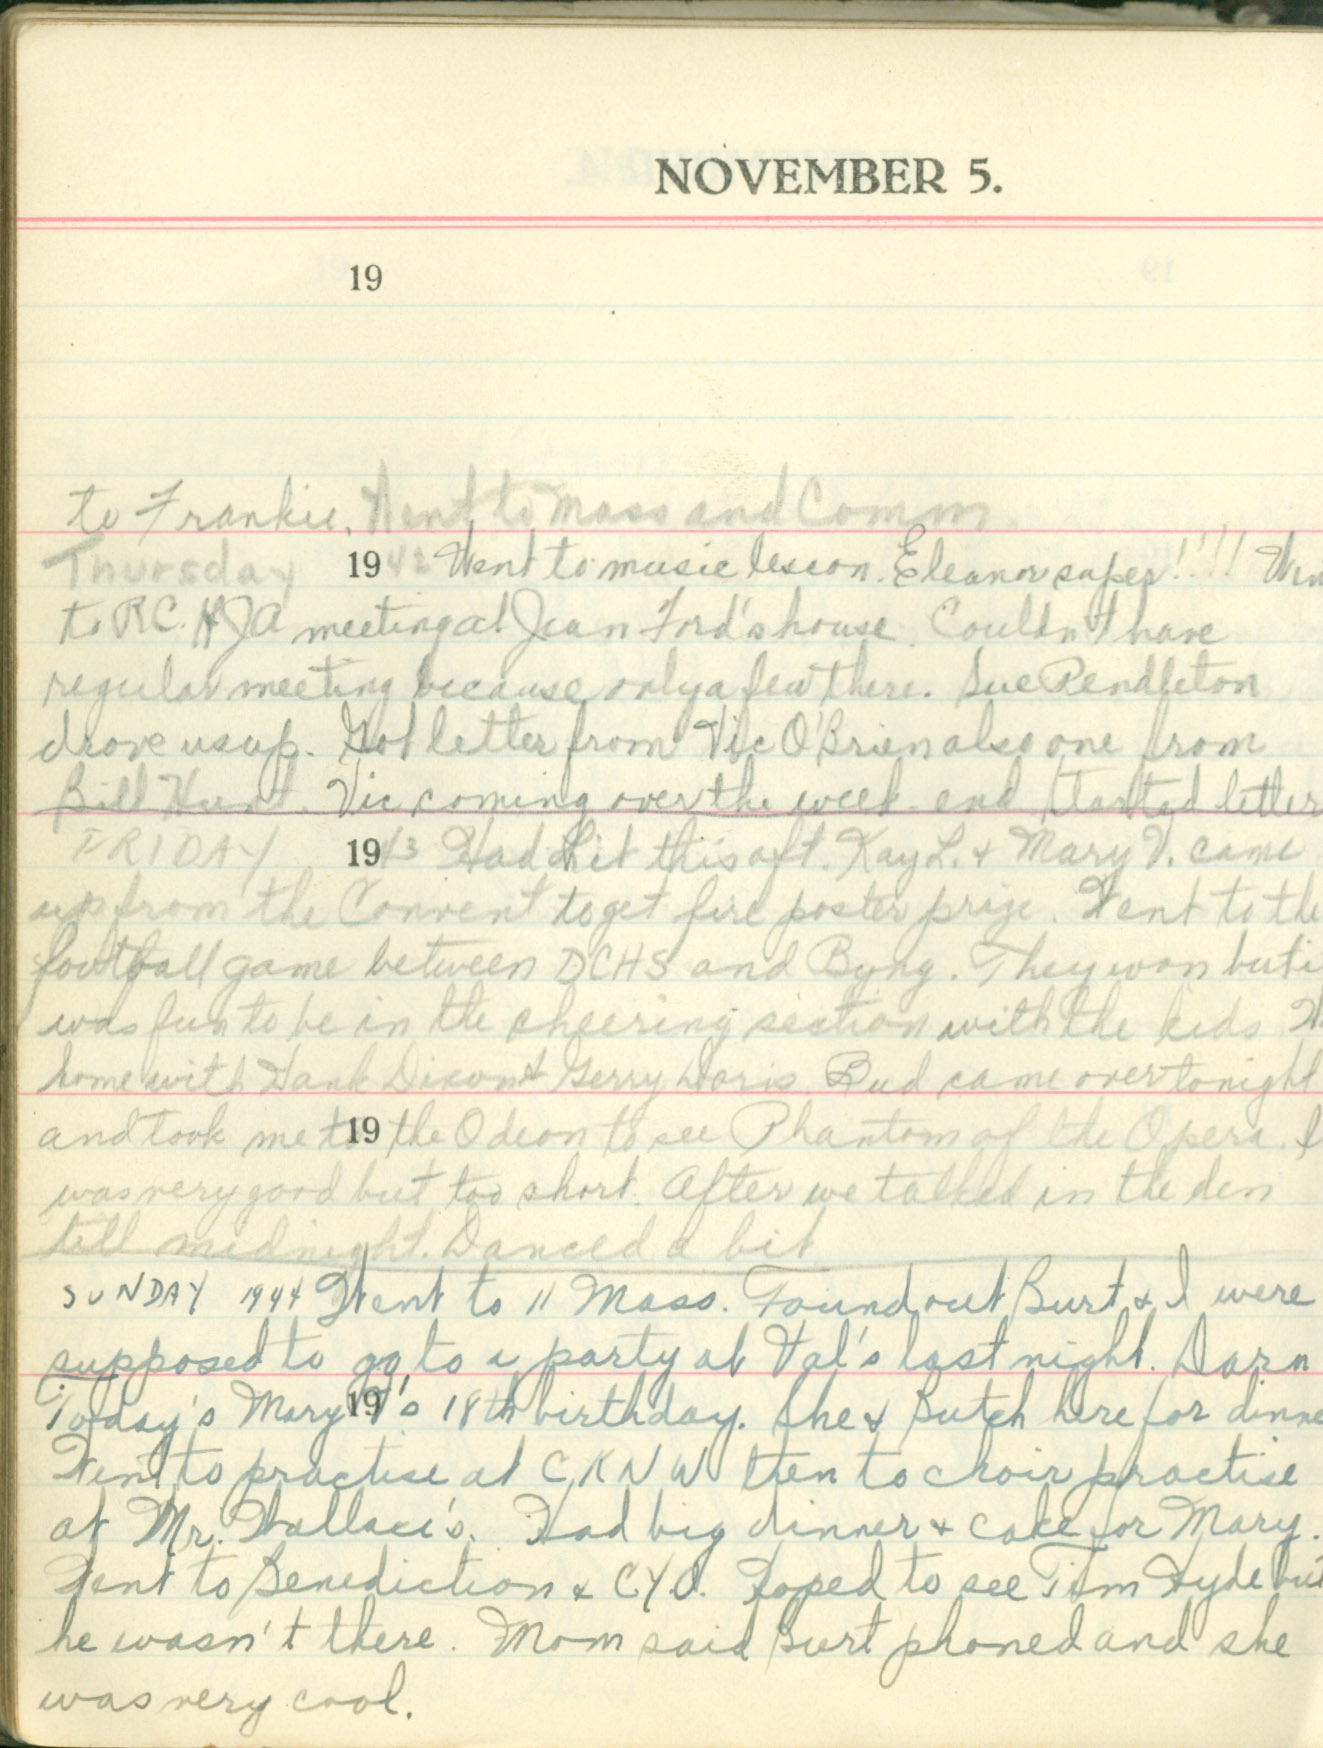 NOVEMBER 5.
19
to Frankie. Went to Mass and Comm.
Thursday 1942 Went to music lesson. Eleanor super!!!! Wen
to R.C. H JA meeting at Jean Ford's house. Couldn't have
regular meeting because only a few there. Sue Pendleton
drove us up. Got letter from Vic O'Brien also one from
Bill Hunt. Vic coming over the week-end Started letter
FRIDAY 1943 Had Lit this aft. Kay L. & Mary V. came
up from the Convent to get fire poster prize. Went to the
football game between DCHS and Byng. They won but i
was fun to be in the cheering section with the kids
home with Hank Dixon & Gerry Bud came over tonight
and took me to 19 the Odeon to see Phantom of the Opera. I
was very good but too short. After we talked in the den
till midnight. Danced a bit
SUNDAY 1944 Went to 11 Mass. Found out Burt & I were
supposed to go to a party at Val's last night. Darn
Today's Mary V's 19 18th birthday. She & Butch here for dinne
Went to practise at CKNW then to choir practise
at Mr. Wallace's. Had big dinner & cake for Mary.
Went to Benediction & CYO. Hoped to see Tim Hyde but
he wasn't there. Mom said Burt phoned and she
was very cool.